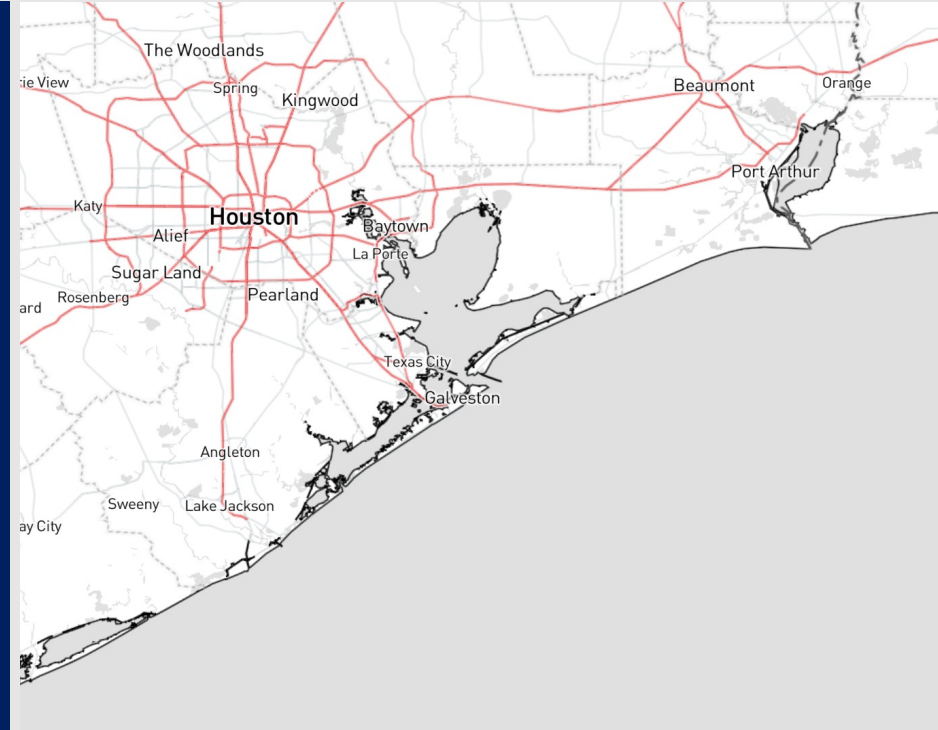 The Woodlands
rie View
Spring
Kingwood
Beaumont
Orange
Port Arthur
Katy
Houston
Alief
Baytown
La Porte
Sugar Land
Rosenberg
Pearland
ard
Texas City
Galveston
Angleton
Sweeny
Lake Jackson
ay City